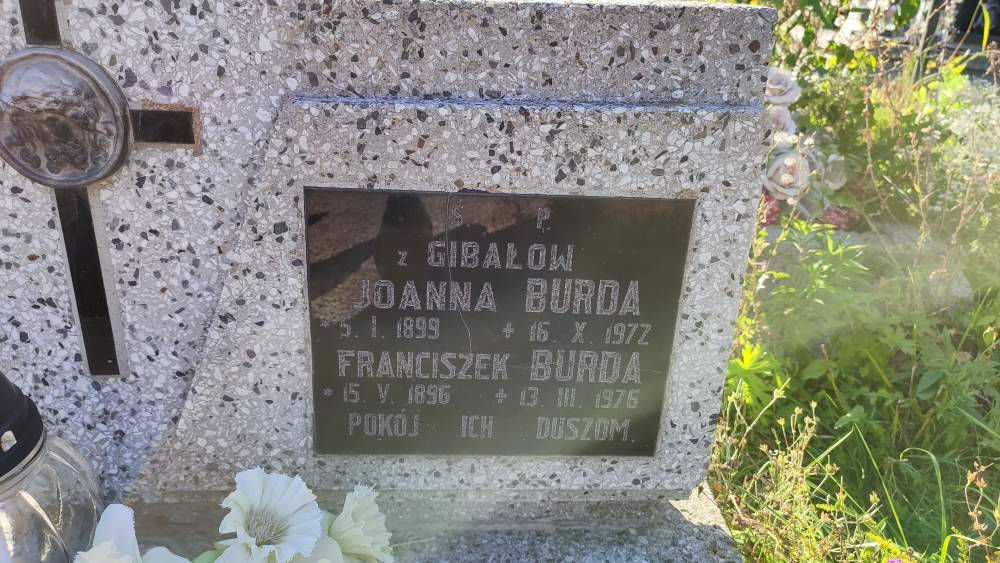 Ś. P.
z GIBAŁOW
JOANNA BURDA
* 5. I. 1899 + 16. X. 1972
FRANCISZEK BURDA
* 15. V. 1896 + 13. III. 1976
POKÓJ ICH DUSZOM.